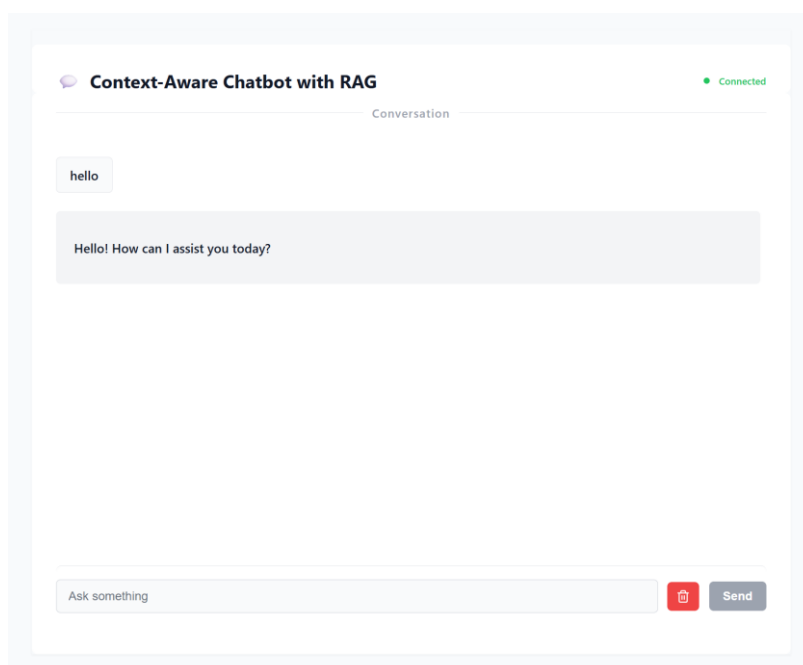 Context-Aware Chatbot with RAG
Connected
Conversation
hello
Hello! How can I assist you today?
Ask something
Send